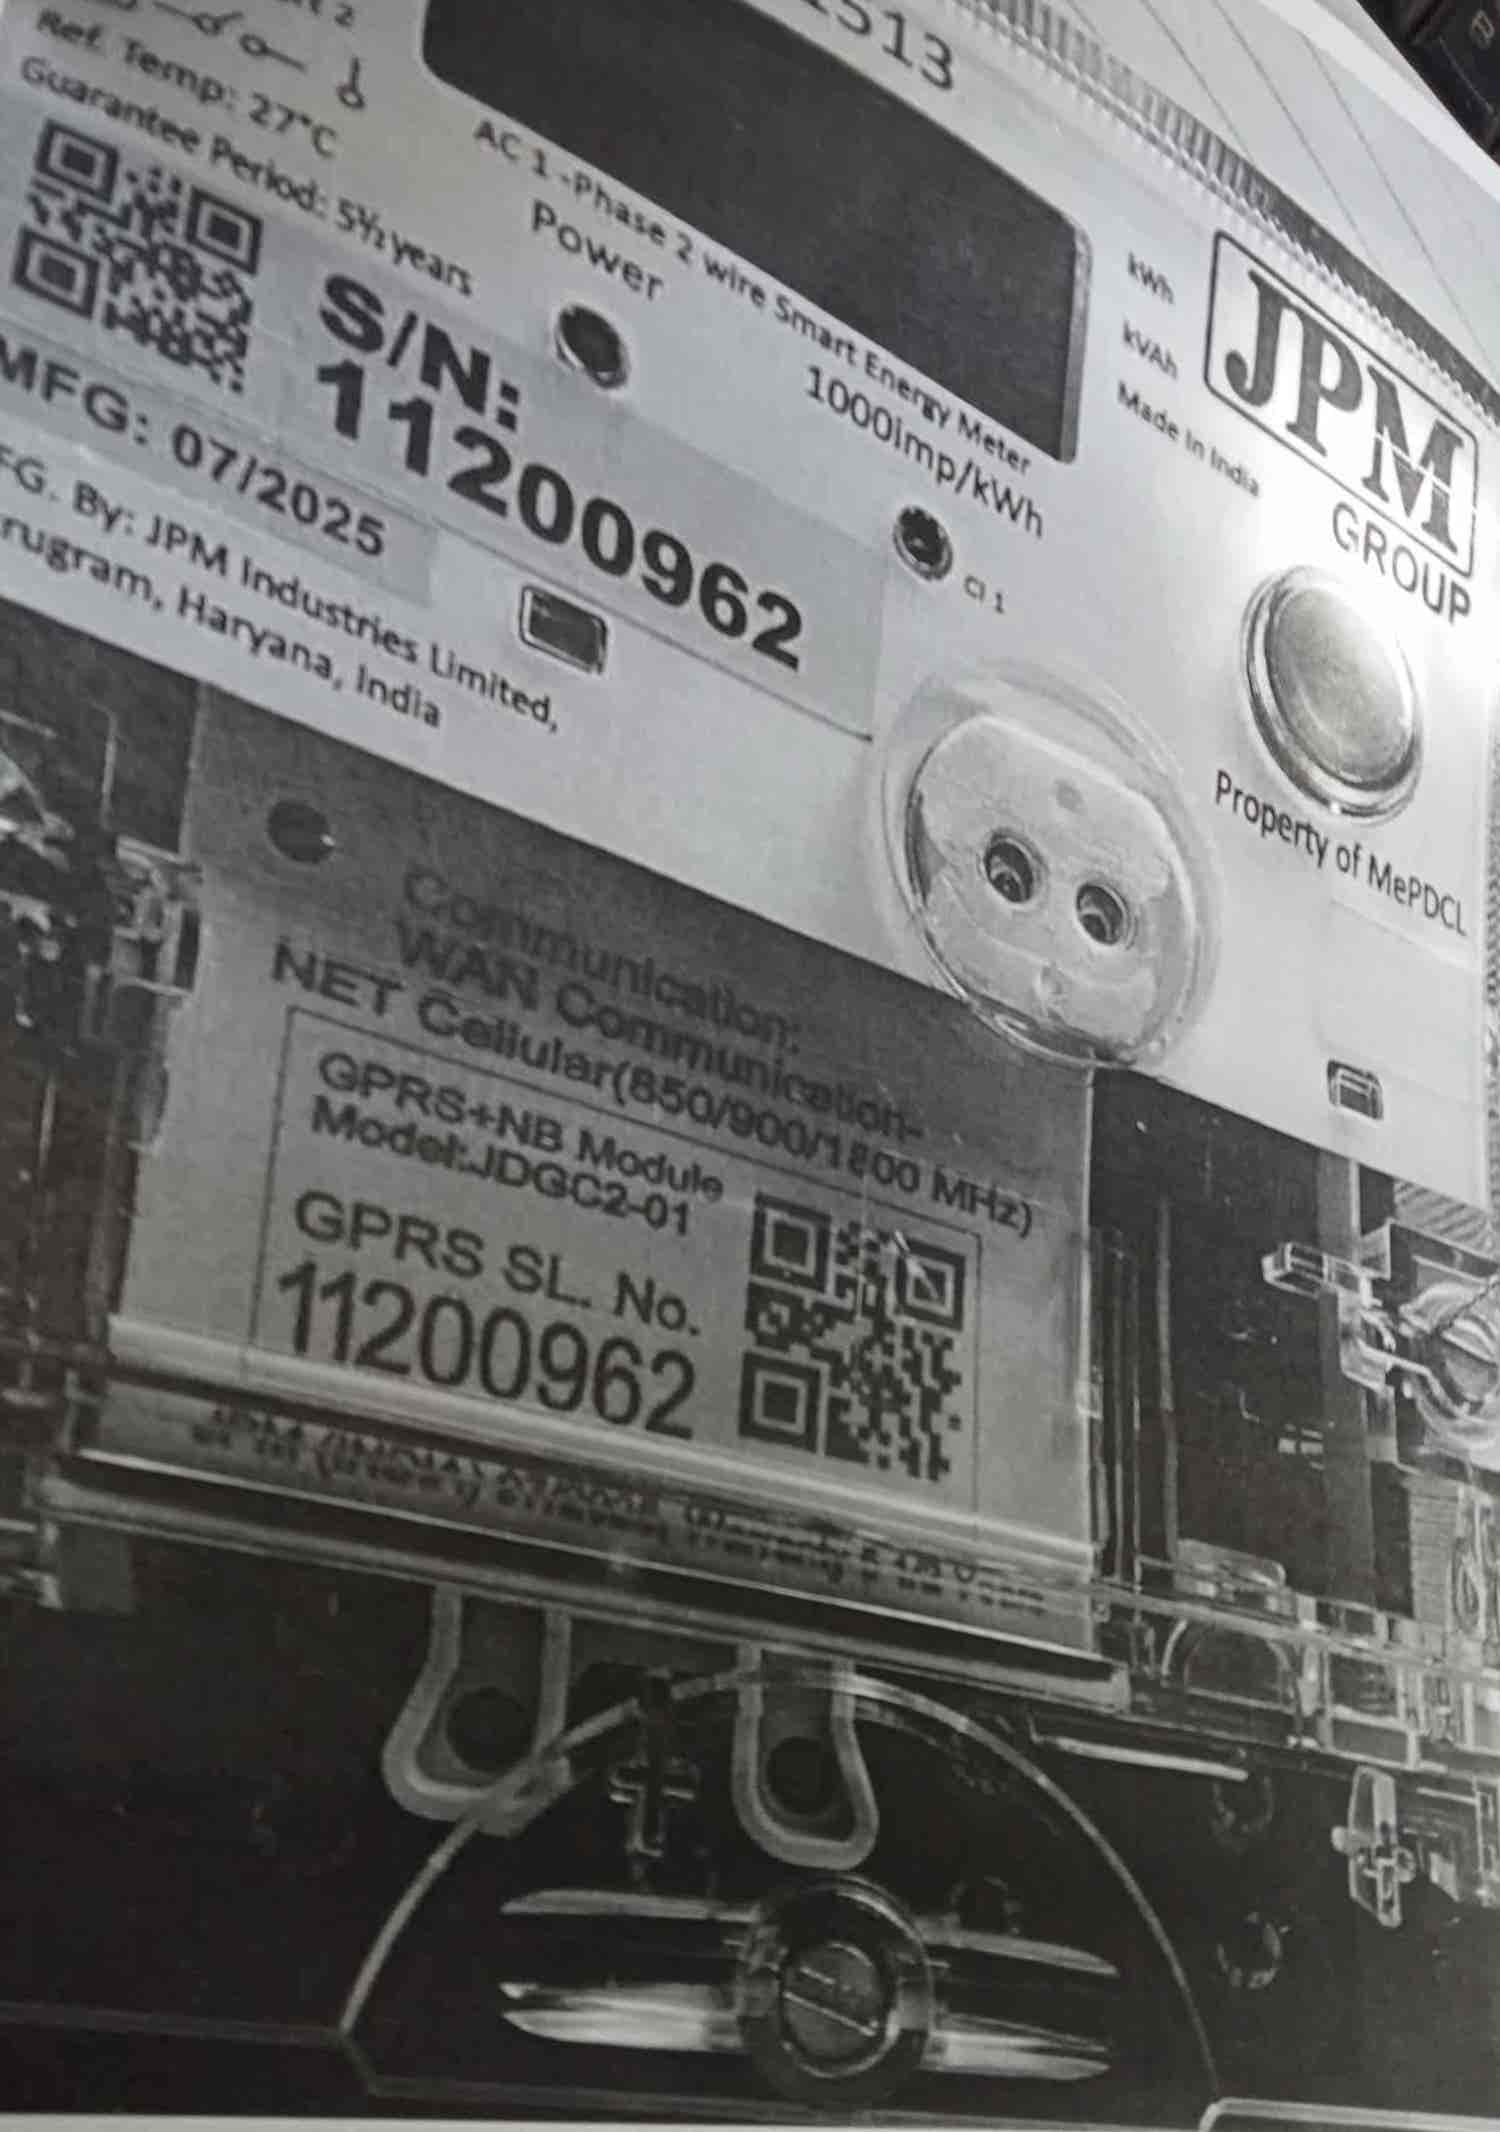 1513
Ref. Temp: 27°C
Guarantee Period: 5½ years
AC 1-Phase 2 wire Smart Energy Meter
Power
1000imp/kWh
kWh
kVAh
Made In India
JPM
GROUP
S/N:
11200962
MFG: 07/2025
FG. By: JPM Industries Limited,
rugram, Haryana, India
Cl 1
Property of MePDCL
Communication:
WAN Communication-
NET Cellular(850/900/1800 MHz)
GPRS+NB Module
Model:JDGC2-01
GPRS SL. No.
11200962